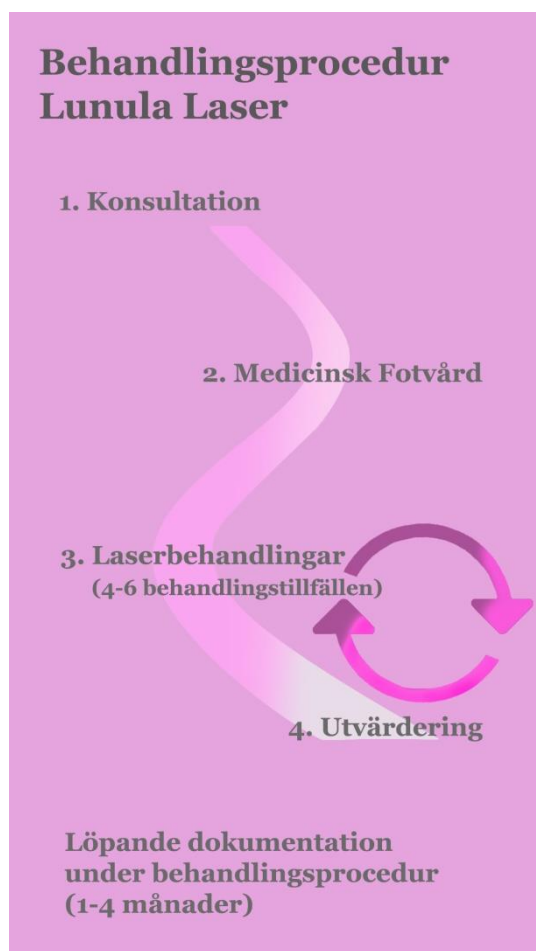 Behandlingsprocedur
Lunula Laser
1. Konsultation
2. Medicinsk Fotvård
3. Laserbehandlingar
(4-6 behandlingstillfällen)
4. Utvärdering
Löpande dokumentation
under behandlingsprocedur
(1-4 månader)